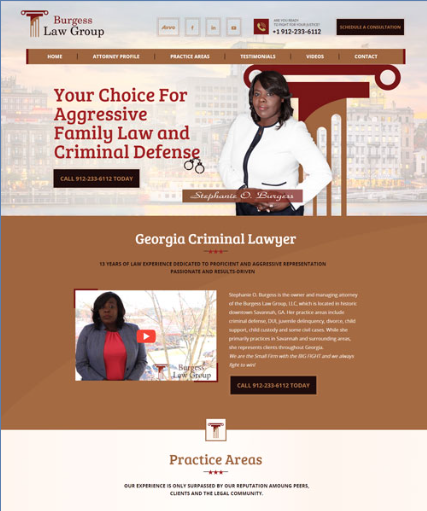 Burgess
Law Group
Avvo
ARE YOU READY
TO FIGHT FOR YOUR JUSTICE?
+1 912-233-6112
SCHEDULE A CONSULTATION
HOME
ATTORNEY PROFILE
PRACTICE AREAS
TESTIMONIALS
VIDEOS
CONTACT
Your Choice For
Aggressive
Family Law and
Criminal Defense
CALL 912-233-6112 TODAY
Stephanie O. Burgess
Georgia Criminal Lawyer
15 YEARS OF LAW EXPERIENCE DEDICATED TO PROFICIENT AND AGGRESSIVE REPRESENTATION
PASSIONATE AND RESULTS-DRIVEN
Burgess
Law Group
Stephanie O. Burgess is the owner and managing attorney
of the Burgess Law Group, LLC, which is located in historic
downtown Savannah, GA. Her practice areas include
criminal defense, DUI, juvenile delinquency, divorce, child
support, child custody and some civil cases. While she
primarily practices in Savannah and surrounding areas,
she represents clients throughout Georgia.
We are the Small Firm with the BIG FIGHT and we always
fight to win!
CALL 912-233-6112 TODAY
Practice Areas
OUR EXPERIENCE IS ONLY SURPASSED BY OUR REPUTATION AMOUNG PEERS,
CLIENTS AND THE LEGAL COMMUNITY.